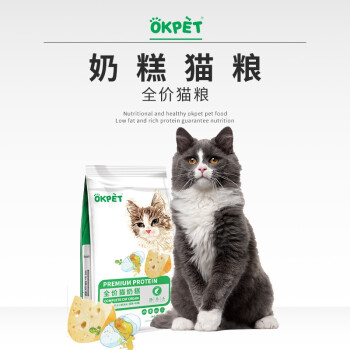 OKPET
奶糕猫粮
全价猫粮
Nutritional and healthy okpet pet food
Low fat and rich protein guarantee nutrition
OKPET
PREMIUM PROTEIN
全价猫奶糕